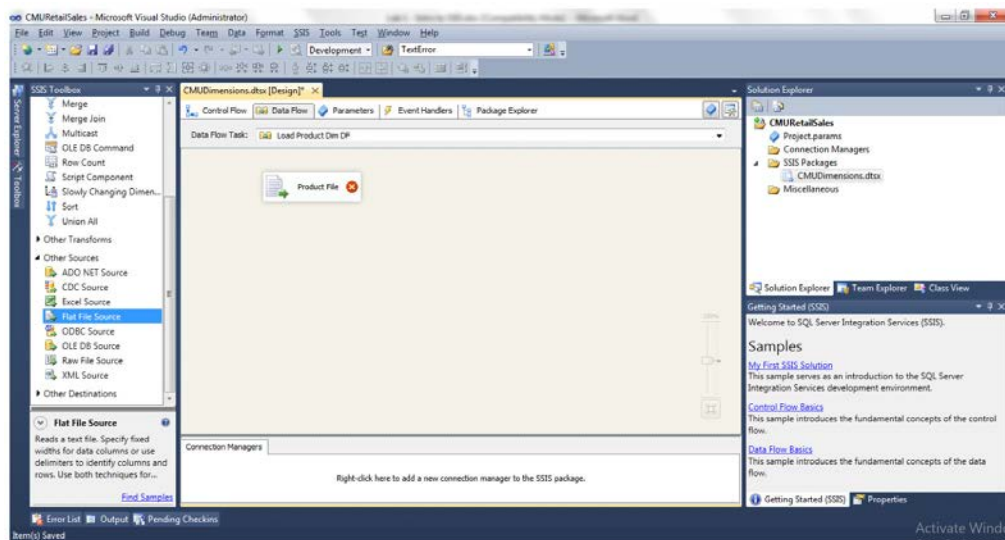 CMURetailSales - Microsoft Visual Studio (Administrator)
File Edit View Project Build Debug Team Data Format SSIS Tools Test Window Help
Development
TextError
Server Explorer
Toolbox
SSIS Toolbox
Merge
Merge Join
Multicast
OLE DB Command
Row Count
Script Component
Slowly Changing Dimen...
Sort
Union All
Other Transforms
Other Sources
ADO NET Source
CDC Source
Excel Source
Flat File Source
ODBC Source
OLE DB Source
Raw File Source
XML Source
Other Destinations
Flat File Source
Reads a text file. Specify fixed
widths for data columns or use
delimiters to identify columns and
rows. Use both techniques for...
Find Samples
CMUDimensions.dtsx [Design]*
Control Flow Data Flow Parameters Event Handlers Package Explorer
Data Flow Task: Load Product Dim DF
Product File
100%
Connection Managers
Right-click here to add a new connection manager to the SSIS package.
Solution Explorer
CMURetailSales
Project.params
Connection Managers
SSIS Packages
CMUDimensions.dtsx
Miscellaneous
Solution Explorer Team Explorer Class View
Getting Started (SSIS)
Welcome to SQL Server Integration Services (SSIS).
Samples
My First SSIS Solution
This sample serves as an introduction to the SQL Server
Integration Services development environment.
Control Flow Basics
This sample introduces the fundamental concepts of the control
flow.
Data Flow Basics
This sample introduces the fundamental concepts of the data
flow.
Getting Started (SSIS) Properties
Error List Output Pending Checkins
Item(s) Saved
Activate Wind